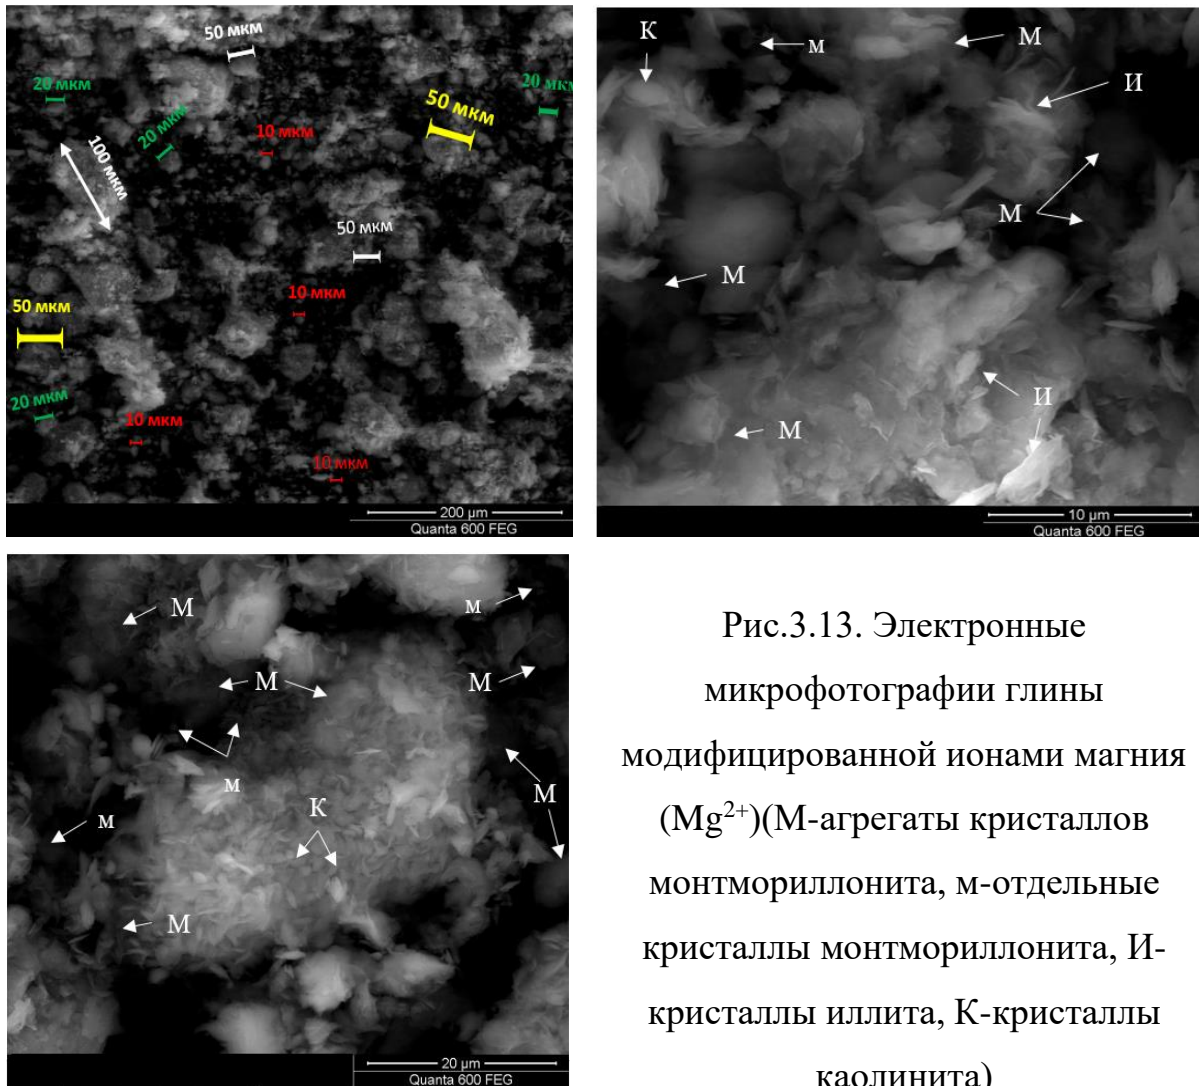 50 мкм
20 мкм
50 мкм
20 мкм
20 мкм
10 мкм
100 мкм
50 мкм
50 мкм
10 мкм
20 мкм
10 мкм
10 мкм
200 µm
Quanta 600 FEG
К
м
М
И
М
М
И
М
10 µm
Quanta 600 FEG
М
м
М
М
м
М
К
м
М
20 µm
Quanta 600 FEG
Рис.3.13. Электронные
микрофотографии глины
модифицированной ионами магния
(Mg²⁺)(М-агрегаты кристаллов
монтмориллонита, м-отдельные
кристаллы монтмориллонита, И-
кристаллы иллита, К-кристаллы
каолинита)